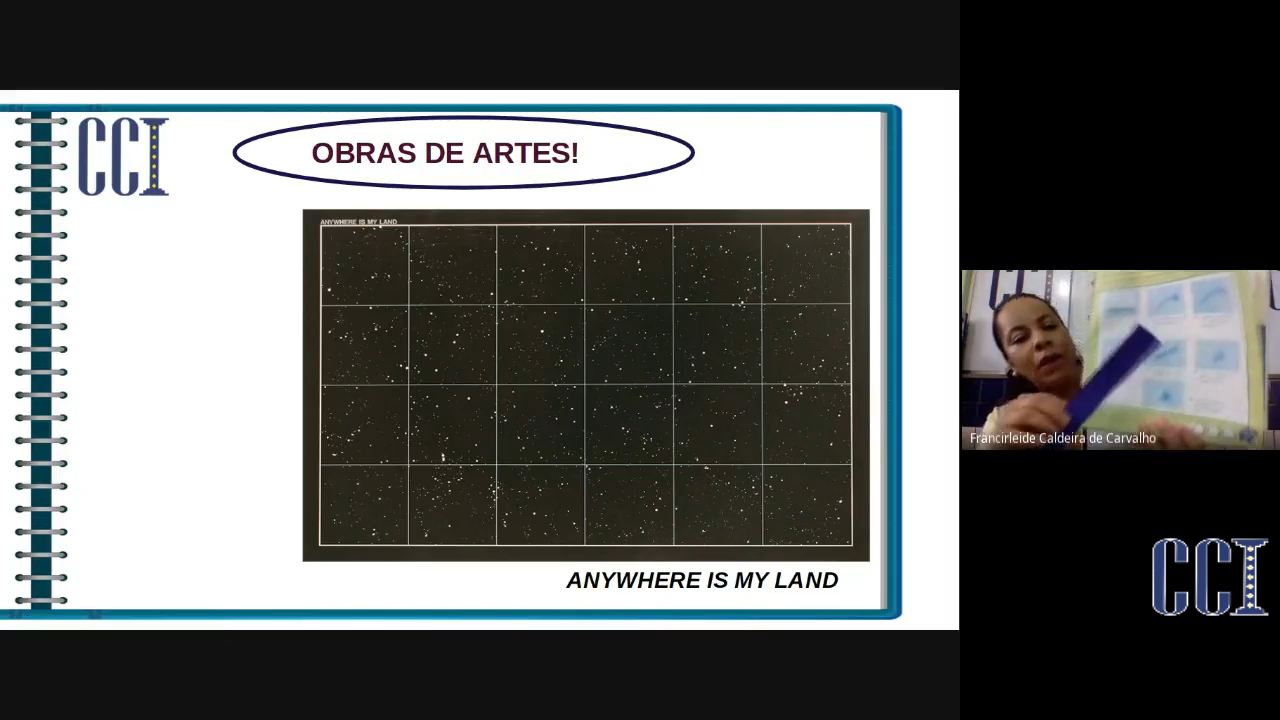 CCI
OBRAS DE ARTES!
ANYWHERE IS MY LAND
ANYWHERE IS MY LAND
Francirleide Caldeira de Carvalho
CCI